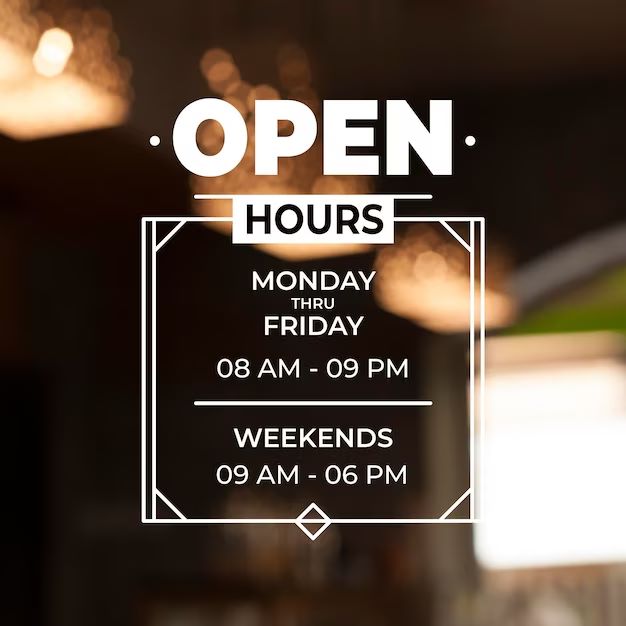 OPEN
HOURS
MONDAY
THRU
FRIDAY
08 AM - 09 PM
WEEKENDS
09 AM - 06 PM